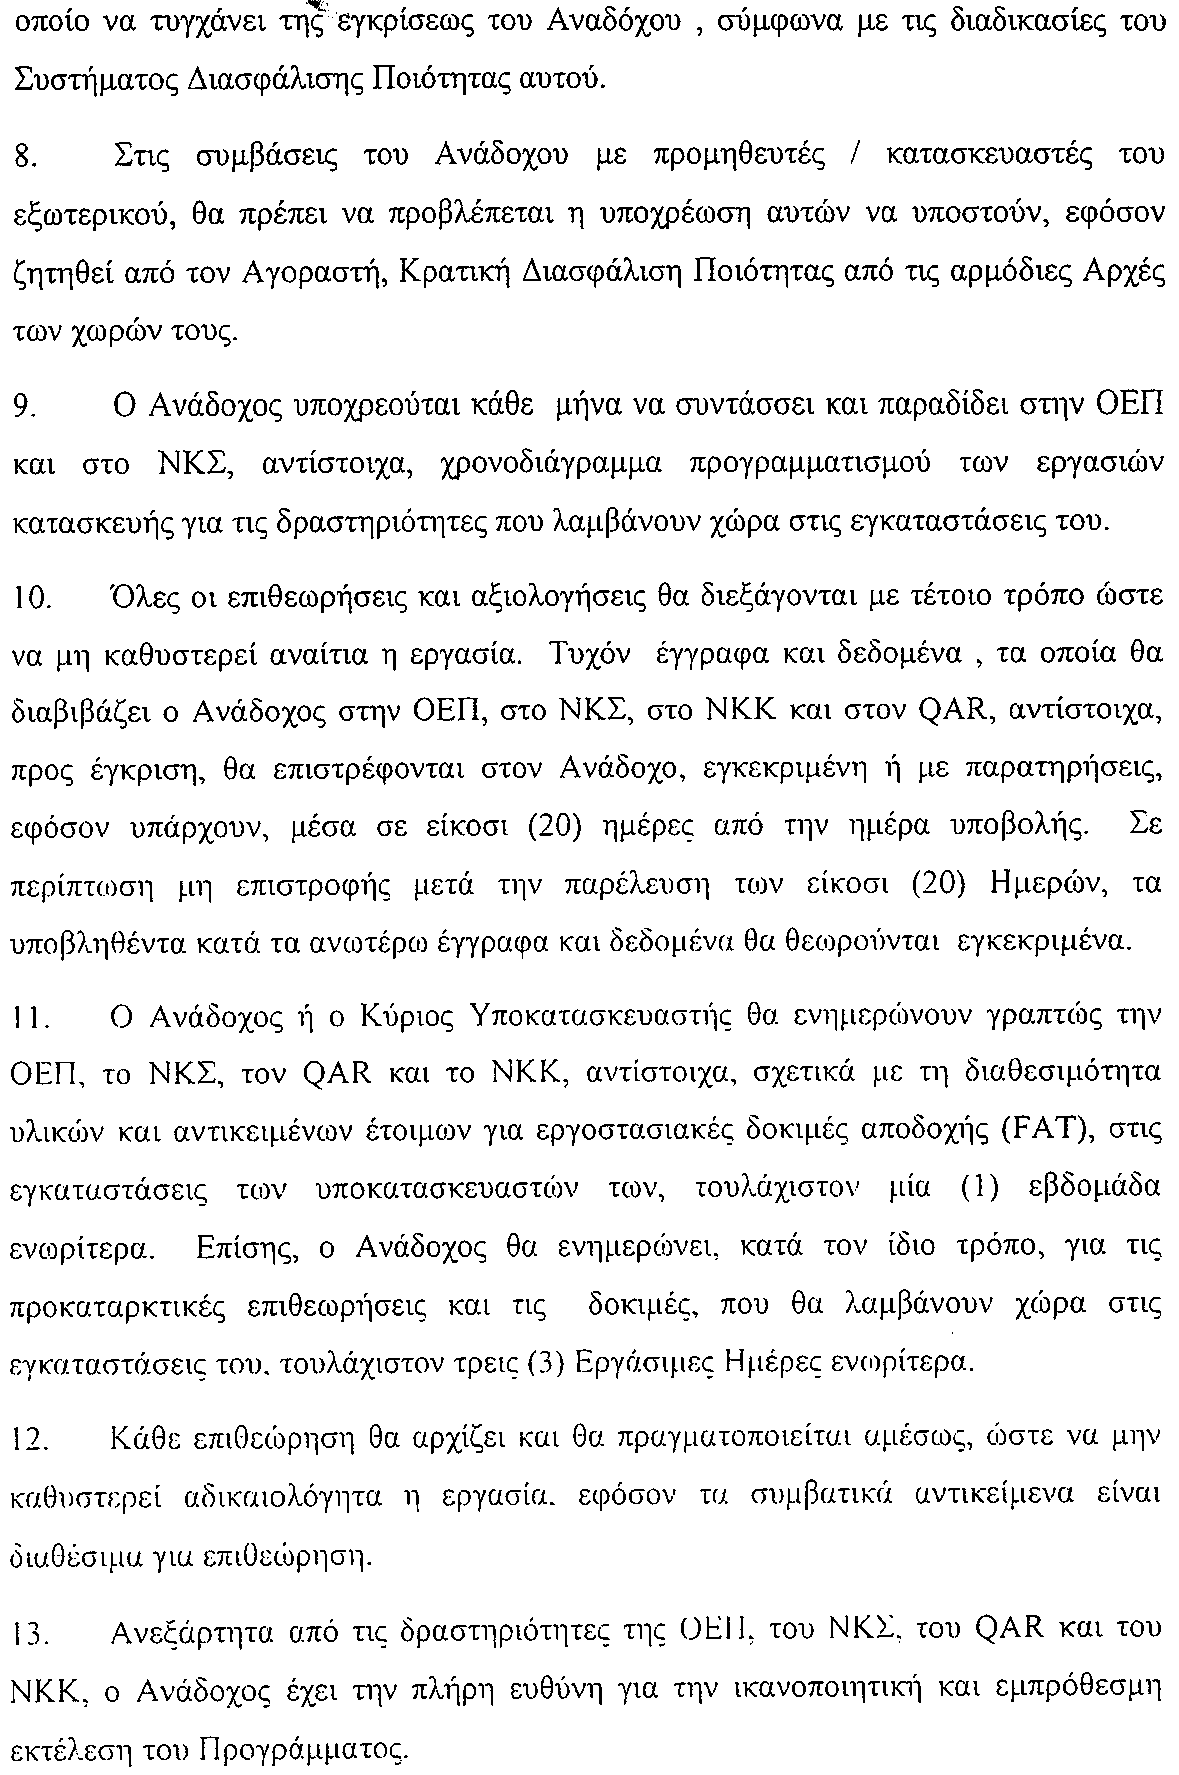 οποίο να τυγχάνει της εγκρίσεως του Αναδόχου , σύμφωνα με τις διαδικασίες του
Συστήματος Διασφάλισης Ποιότητας αυτού.
8. Στις συμβάσεις του Ανάδοχου με προμηθευτές / κατασκευαστές του
εξωτερικού, θα πρέπει να προβλέπεται η υποχρέωση αυτών να υποστούν, εφόσον
ζητηθεί από τον Αγοραστή, Κρατική Διασφάλιση Ποιότητας από τις αρμόδιες Αρχές
των χωρών τους.
9. Ο Ανάδοχος υποχρεούται κάθε μήνα να συντάσσει και παραδίδει στην ΟΕΠ
και στο ΝΚΣ, αντίστοιχα, χρονοδιάγραμμα προγραμματισμού των εργασιών
κατασκευής για τις δραστηριότητες που λαμβάνουν χώρα στις εγκαταστάσεις του.
10. Όλες οι επιθεωρήσεις και αξιολογήσεις θα διεξάγονται με τέτοιο τρόπο ώστε
να μη καθυστερεί αναίτια η εργασία. Τυχόν έγγραφα και δεδομένα , τα οποία θα
διαβιβάζει ο Ανάδοχος στην ΟΕΠ, στο ΝΚΣ, στο ΝΚΚ και στον QAR, αντίστοιχα,
προς έγκριση, θα επιστρέφονται στον Ανάδοχο, εγκεκριμένη ή με παρατηρήσεις,
εφόσον υπάρχουν, μέσα σε είκοσι (20) ημέρες από την ημέρα υποβολής. Σε
περίπτωση μη επιστροφής μετά την παρέλευση των είκοσι (20) Ημερών, τα
υποβληθέντα κατά τα ανωτέρω έγγραφα και δεδομένα θα θεωρούνται εγκεκριμένα.
11. Ο Ανάδοχος ή ο Κύριος Υποκατασκευαστής θα ενημερώνουν γραπτώς την
ΟΕΠ, το ΝΚΣ, τον QAR και το ΝΚΚ, αντίστοιχα, σχετικά με τη διαθεσιμότητα
υλικών και αντικειμένων έτοιμων για εργοστασιακές δοκιμές αποδοχής (FAT), στις
εγκαταστάσεις των υποκατασκευαστών των, τουλάχιστον μία (1) εβδομάδα
ενωρίτερα. Επίσης, ο Ανάδοχος θα ενημερώνει, κατά τον ίδιο τρόπο, για τις
προκαταρκτικές επιθεωρήσεις και τις δοκιμές, που θα λαμβάνουν χώρα στις
εγκαταστάσεις του, τουλάχιστον τρεις (3) Εργάσιμες Ημέρες ενωρίτερα.
12. Κάθε επιθεώρηση θα αρχίζει και θα πραγματοποιείται αμέσως, ώστε να μην
καθυστερεί αδικαιολόγητα η εργασία, εφόσον τα συμβατικά αντικείμενα είναι
διαθέσιμα για επιθεώρηση.
13. Ανεξάρτητα από τις δραστηριότητες της ΟΕΠ, του ΝΚΣ, του QAR και του
ΝΚΚ, ο Ανάδοχος έχει την πλήρη ευθύνη για την ικανοποιητική και εμπρόθεσμη
εκτέλεση του Προγράμματος.